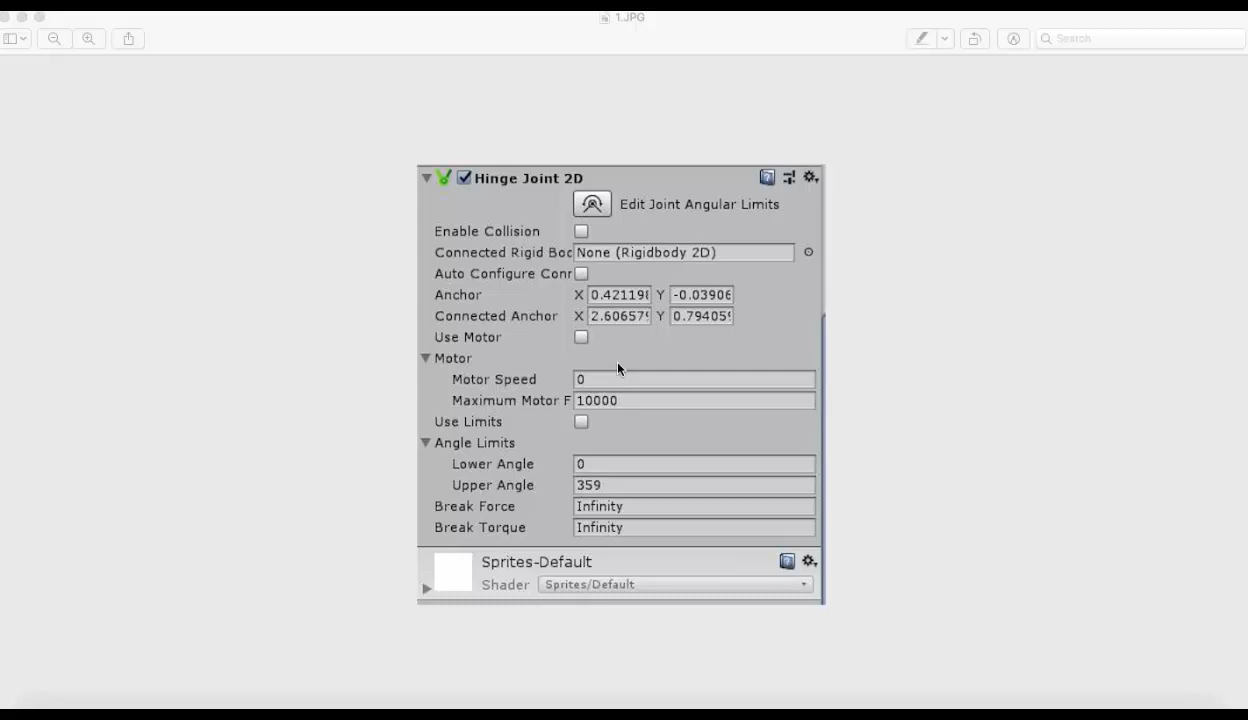 1.JPG
Search
Hinge Joint 2D
Edit Joint Angular Limits
Enable Collision
Connected Rigid Boc None (Rigidbody 2D)
Auto Configure Conr
Anchor X 0.42119 Y -0.03906
Connected Anchor X 2.60657 Y 0.79405
Use Motor
Motor
Motor Speed 0
Maximum Motor F 10000
Use Limits
Angle Limits
Lower Angle 0
Upper Angle 359
Break Force Infinity
Break Torque Infinity
Sprites-Default
Shader Sprites/Default